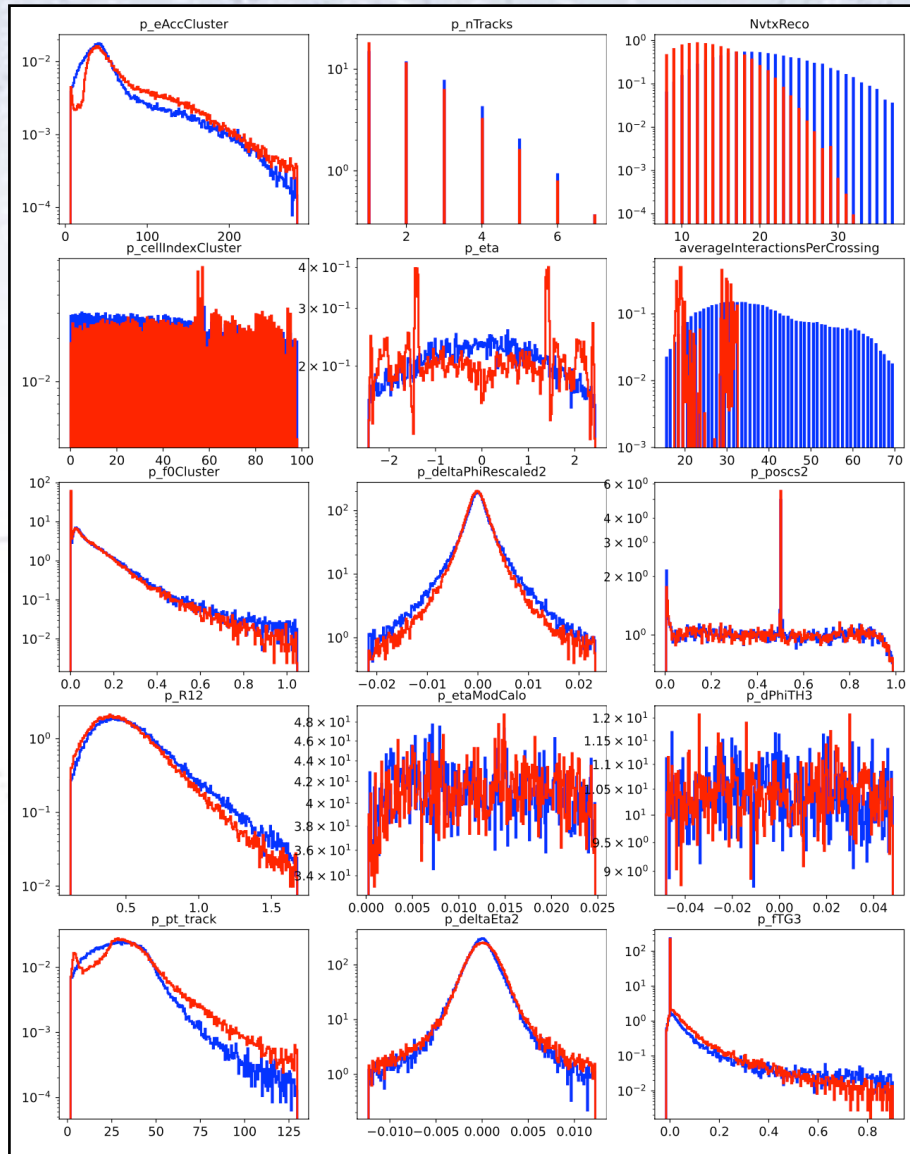 p_eAccCluster
p_nTracks
NvtxReco
10⁻²
10⁻³
10⁻⁴
10¹
10⁰
10⁰
10⁻¹
10⁻²
10⁻³
10⁻⁴
0 100 200
2 4 6
10 20 30
p_cellIndexCluster
p_eta
averageInteractionsPerCrossing
10⁻²
4 × 10⁻¹
3 × 10⁻¹
2 × 10⁻¹
10⁰
10⁻¹
10⁻²
10⁻³
0 20 40 60 80 100
−2 −1 0 1 2
20 30 40 50 60 70
p_f0Cluster
p_deltaPhiRescaled2
p_poscs2
10²
10¹
10⁰
10⁻¹
10⁻²
10²
10¹
10⁰
6 × 10⁰
4 × 10⁰
3 × 10⁰
2 × 10⁰
10⁰
0.0 0.2 0.4 0.6 0.8 1.0
−0.02 −0.01 0.00 0.01 0.02
0.0 0.2 0.4 0.6 0.8 1.0
p_R12
p_etaModCalo
p_dPhiTH3
10⁰
10⁻¹
10⁻²
4.8 × 10¹
4.6 × 10¹
4.4 × 10¹
4.2 × 10¹
4 × 10¹
3.8 × 10¹
3.6 × 10¹
3.4 × 10¹
1.2 × 10¹
1.15 × 10¹
1.1 × 10¹
1.05 × 10¹
10¹
9.5 × 10⁰
9 × 10⁰
0.5 1.0 1.5
0.000 0.005 0.010 0.015 0.020 0.025
−0.04 −0.02 0.00 0.02 0.04
p_pt_track
p_deltaEta2
p_fTG3
10⁻²
10⁻³
10⁻⁴
10²
10¹
10⁰
10²
10¹
10⁰
10⁻¹
10⁻²
0 25 50 75 100 125
−0.010 −0.005 0.000 0.005 0.010
0.0 0.2 0.4 0.6 0.8